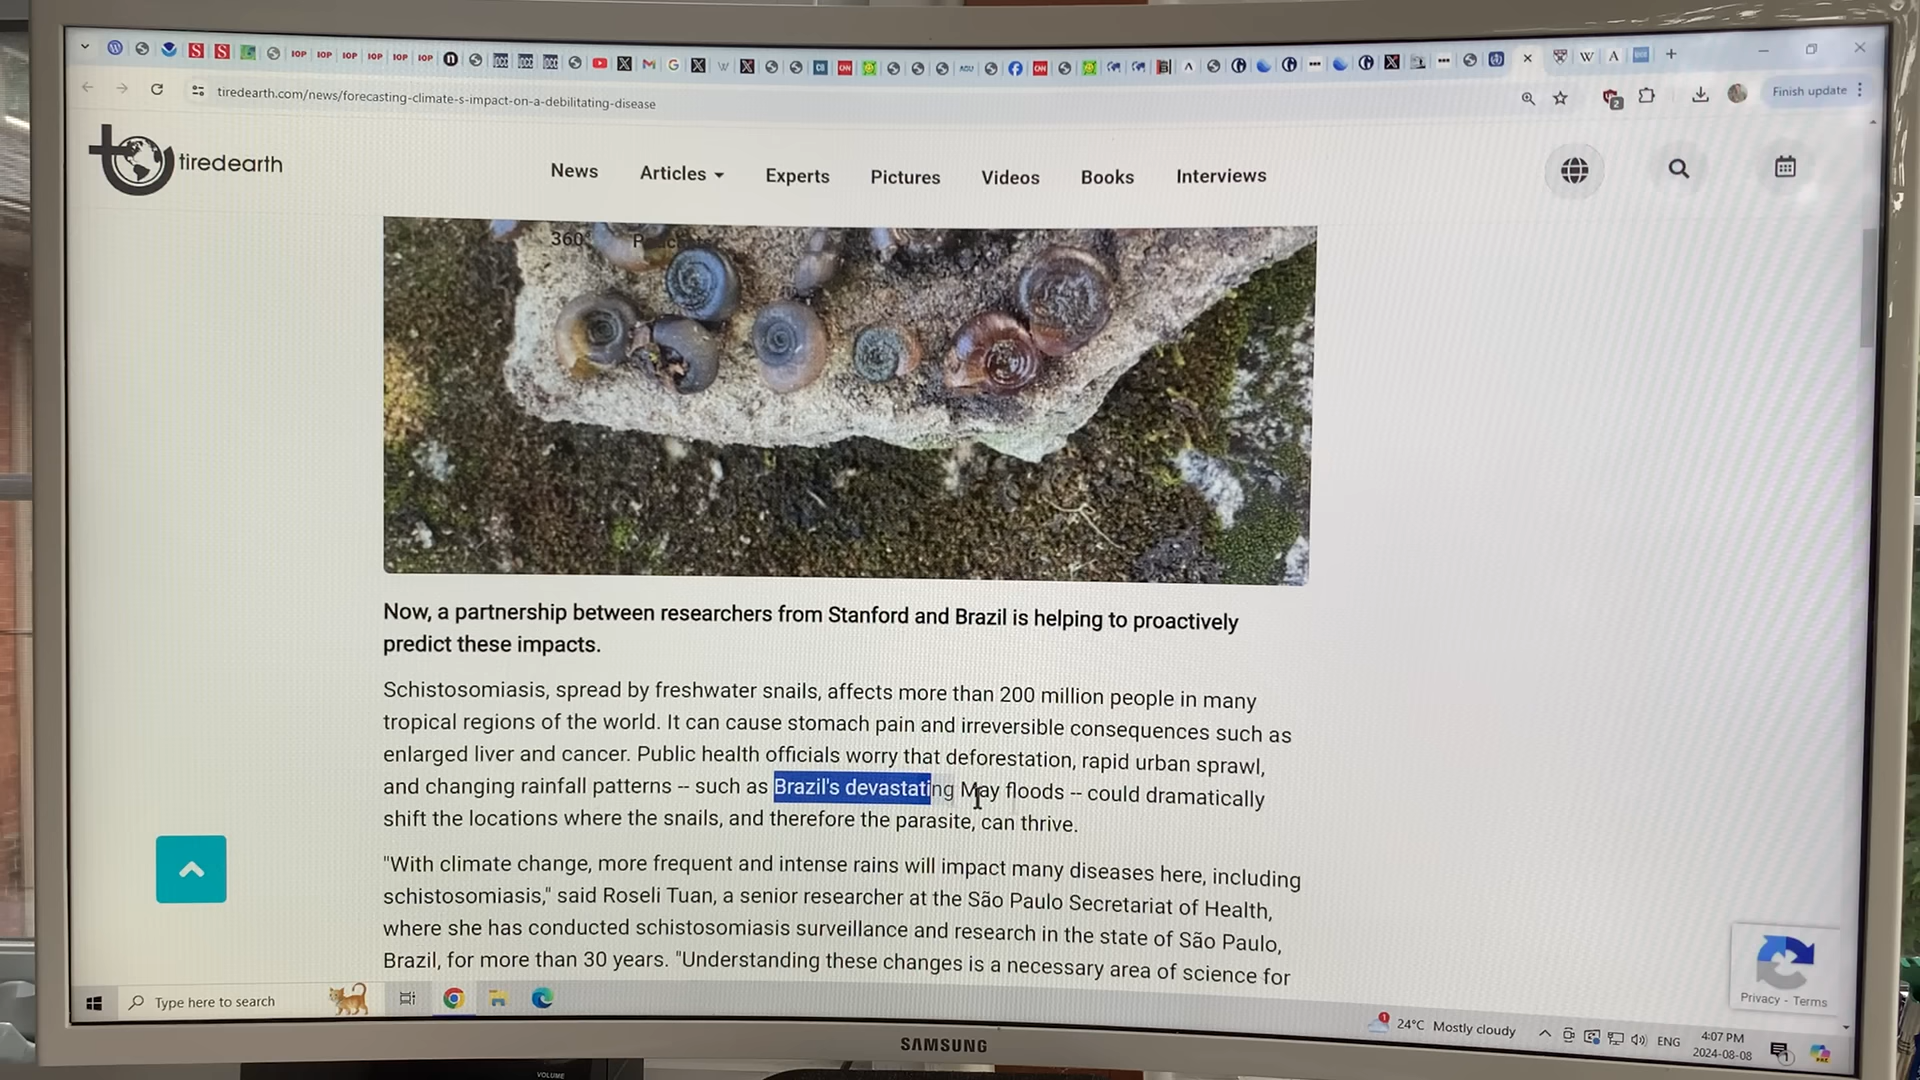 tiredearth.com/news/forecasting-climate-s-impact-on-a-debilitating-disease
Finish update
tiredearth
News
Articles
Experts
Pictures
Videos
Books
Interviews
360°
Now, a partnership between researchers from Stanford and Brazil is helping to proactively
predict these impacts.
Schistosomiasis, spread by freshwater snails, affects more than 200 million people in many
tropical regions of the world. It can cause stomach pain and irreversible consequences such as
enlarged liver and cancer. Public health officials worry that deforestation, rapid urban sprawl,
and changing rainfall patterns -- such as Brazil's devastating May floods -- could dramatically
shift the locations where the snails, and therefore the parasite, can thrive.
"With climate change, more frequent and intense rains will impact many diseases here, including
schistosomiasis," said Roseli Tuan, a senior researcher at the São Paulo Secretariat of Health,
where she has conducted schistosomiasis surveillance and research in the state of São Paulo,
Brazil, for more than 30 years. "Understanding these changes is a necessary area of science for
Privacy - Terms
Type here to search
24°C Mostly cloudy
ENG
4:07 PM
2024-08-08
SAMSUNG
VOLUME